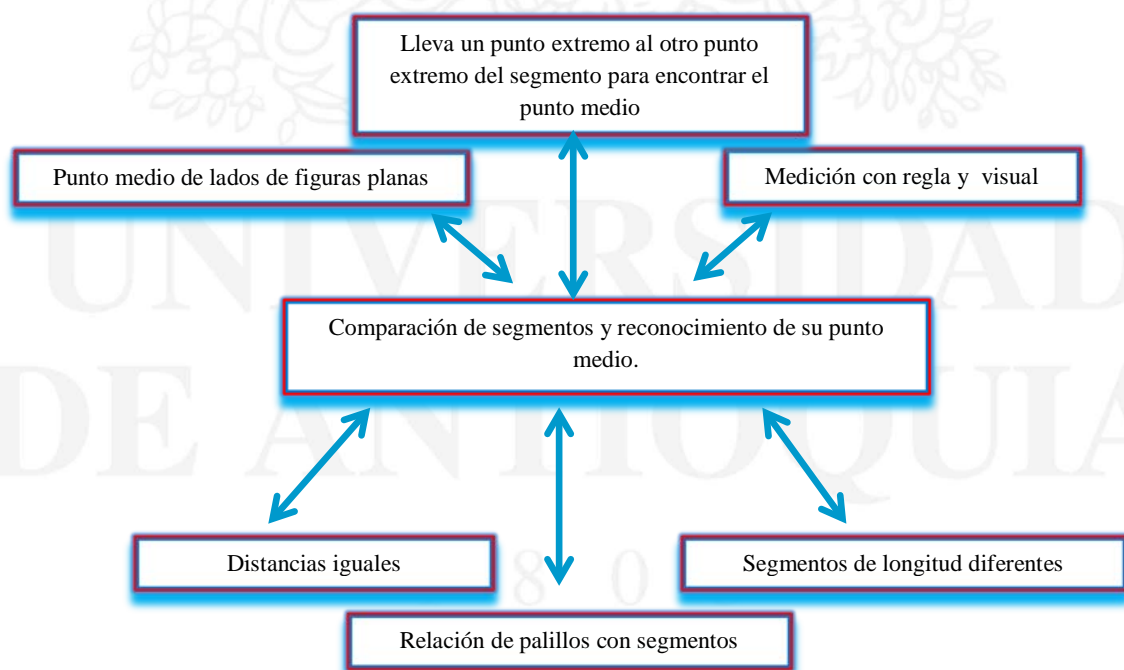 Lleva un punto extremo al otro punto
extremo del segmento para encontrar el
punto medio
Punto medio de lados de figuras planas
Medición con regla y visual
UNIVERSIDAD
Comparación de segmentos y reconocimiento de su punto
medio.
DE ANTIOQUIA
Distancias iguales
Segmentos de longitud diferentes
8 0
Relación de palillos con segmentos